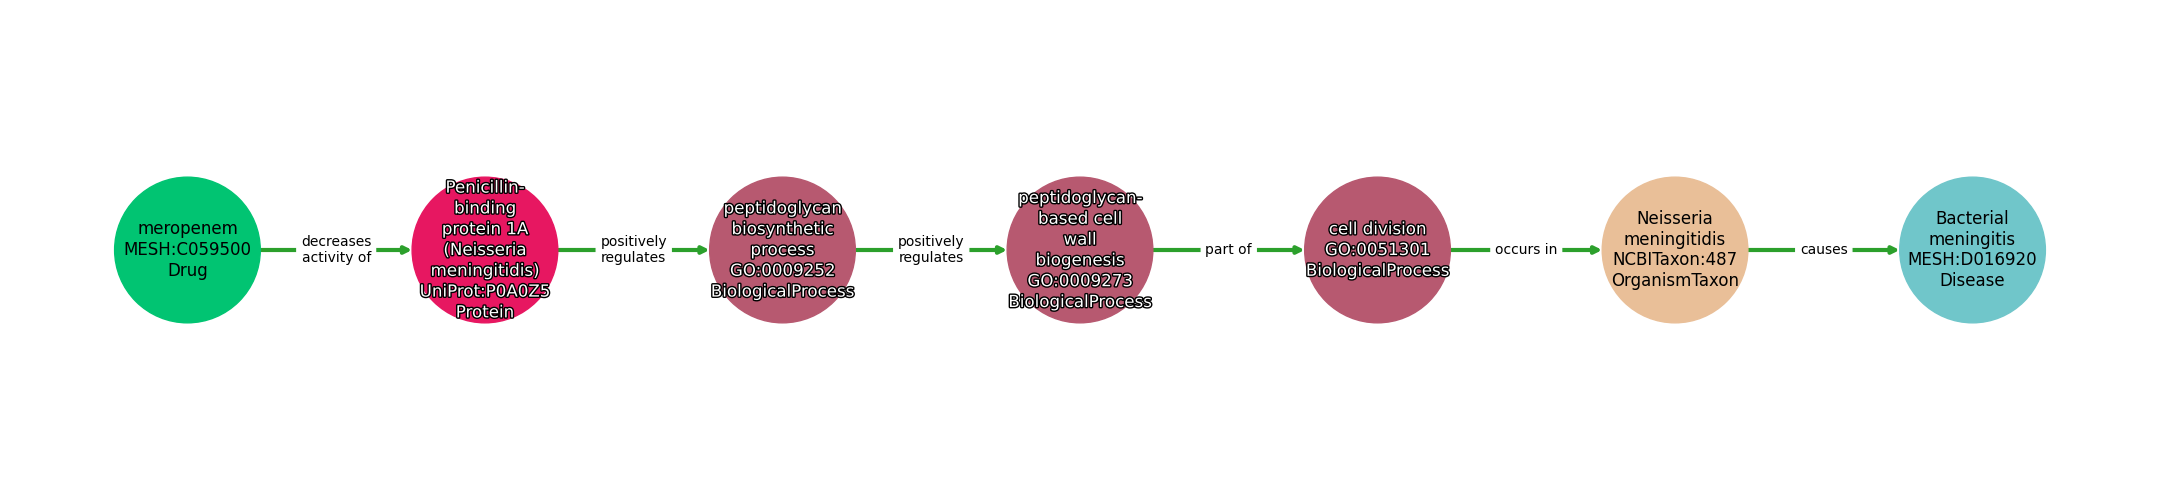 meropenem
MESH:C059500
Drug
decreases
activity of
Penicillin-
binding
protein 1A
(Neisseria
meningitidis)
UniProt:P0A0Z5
Protein
positively
regulates
peptidoglycan
biosynthetic
process
GO:0009252
BiologicalProcess
positively
regulates
peptidoglycan-
based cell
wall
biogenesis
GO:0009273
BiologicalProcess
part of
cell division
GO:0051301
BiologicalProcess
occurs in
Neisseria
meningitidis
NCBITaxon:487
OrganismTaxon
causes
Bacterial
meningitis
MESH:D016920
Disease